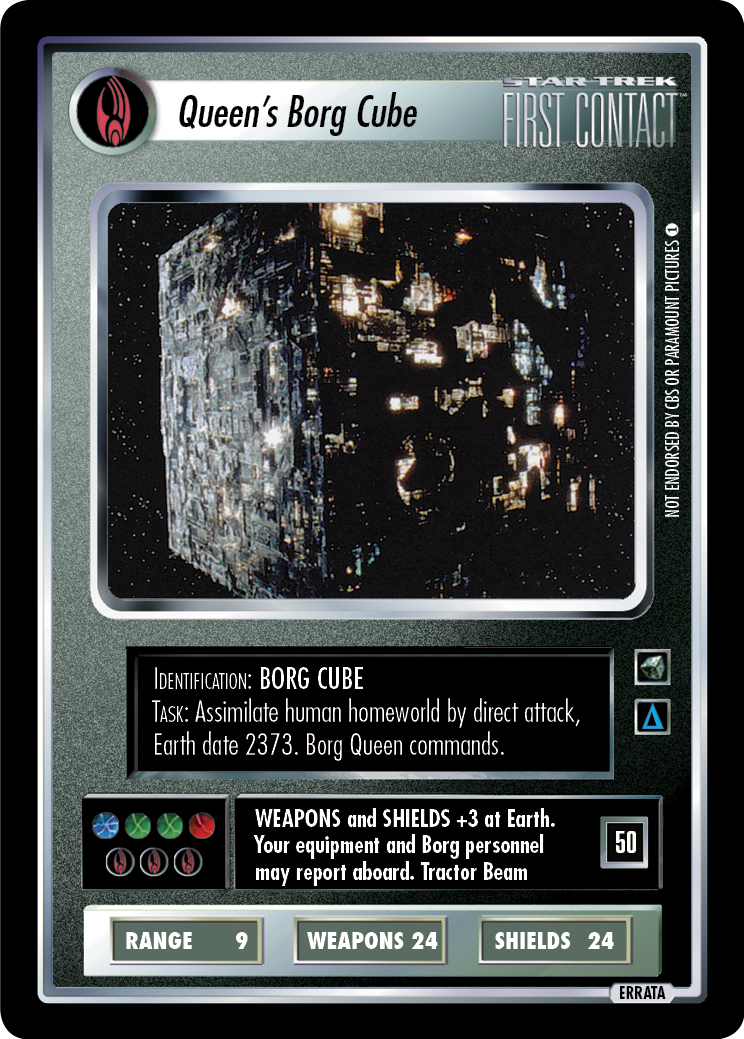 Queen's Borg Cube
STAR TREK
FIRST CONTACT™
NOT ENDORSED BY CBS OR PARAMOUNT PICTURES 1
IDENTIFICATION: BORG CUBE
TASK: Assimilate human homeworld by direct attack,
Earth date 2373. Borg Queen commands.
WEAPONS and SHIELDS +3 at Earth.
Your equipment and Borg personnel
may report aboard. Tractor Beam
50
RANGE 9
WEAPONS 24
SHIELDS 24
ERRATA